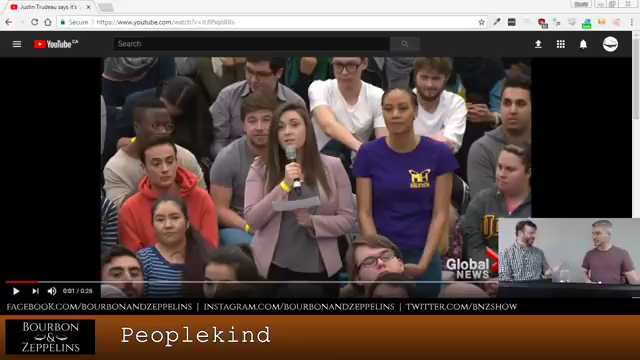 Justin Trudeau says it's
Secure
https://www.youtube.com/watch?v=
YouTube CA
Search
Global
NEWS
0:01 / 0:28
FACEBOOK.COM/BOURBONANDZEPPELINS | INSTAGRAM.COM/BOURBONANDZEPPELINS | TWITTER.COM/BNZSHOW
BOURBON
&
ZEPPELINS
Peoplekind